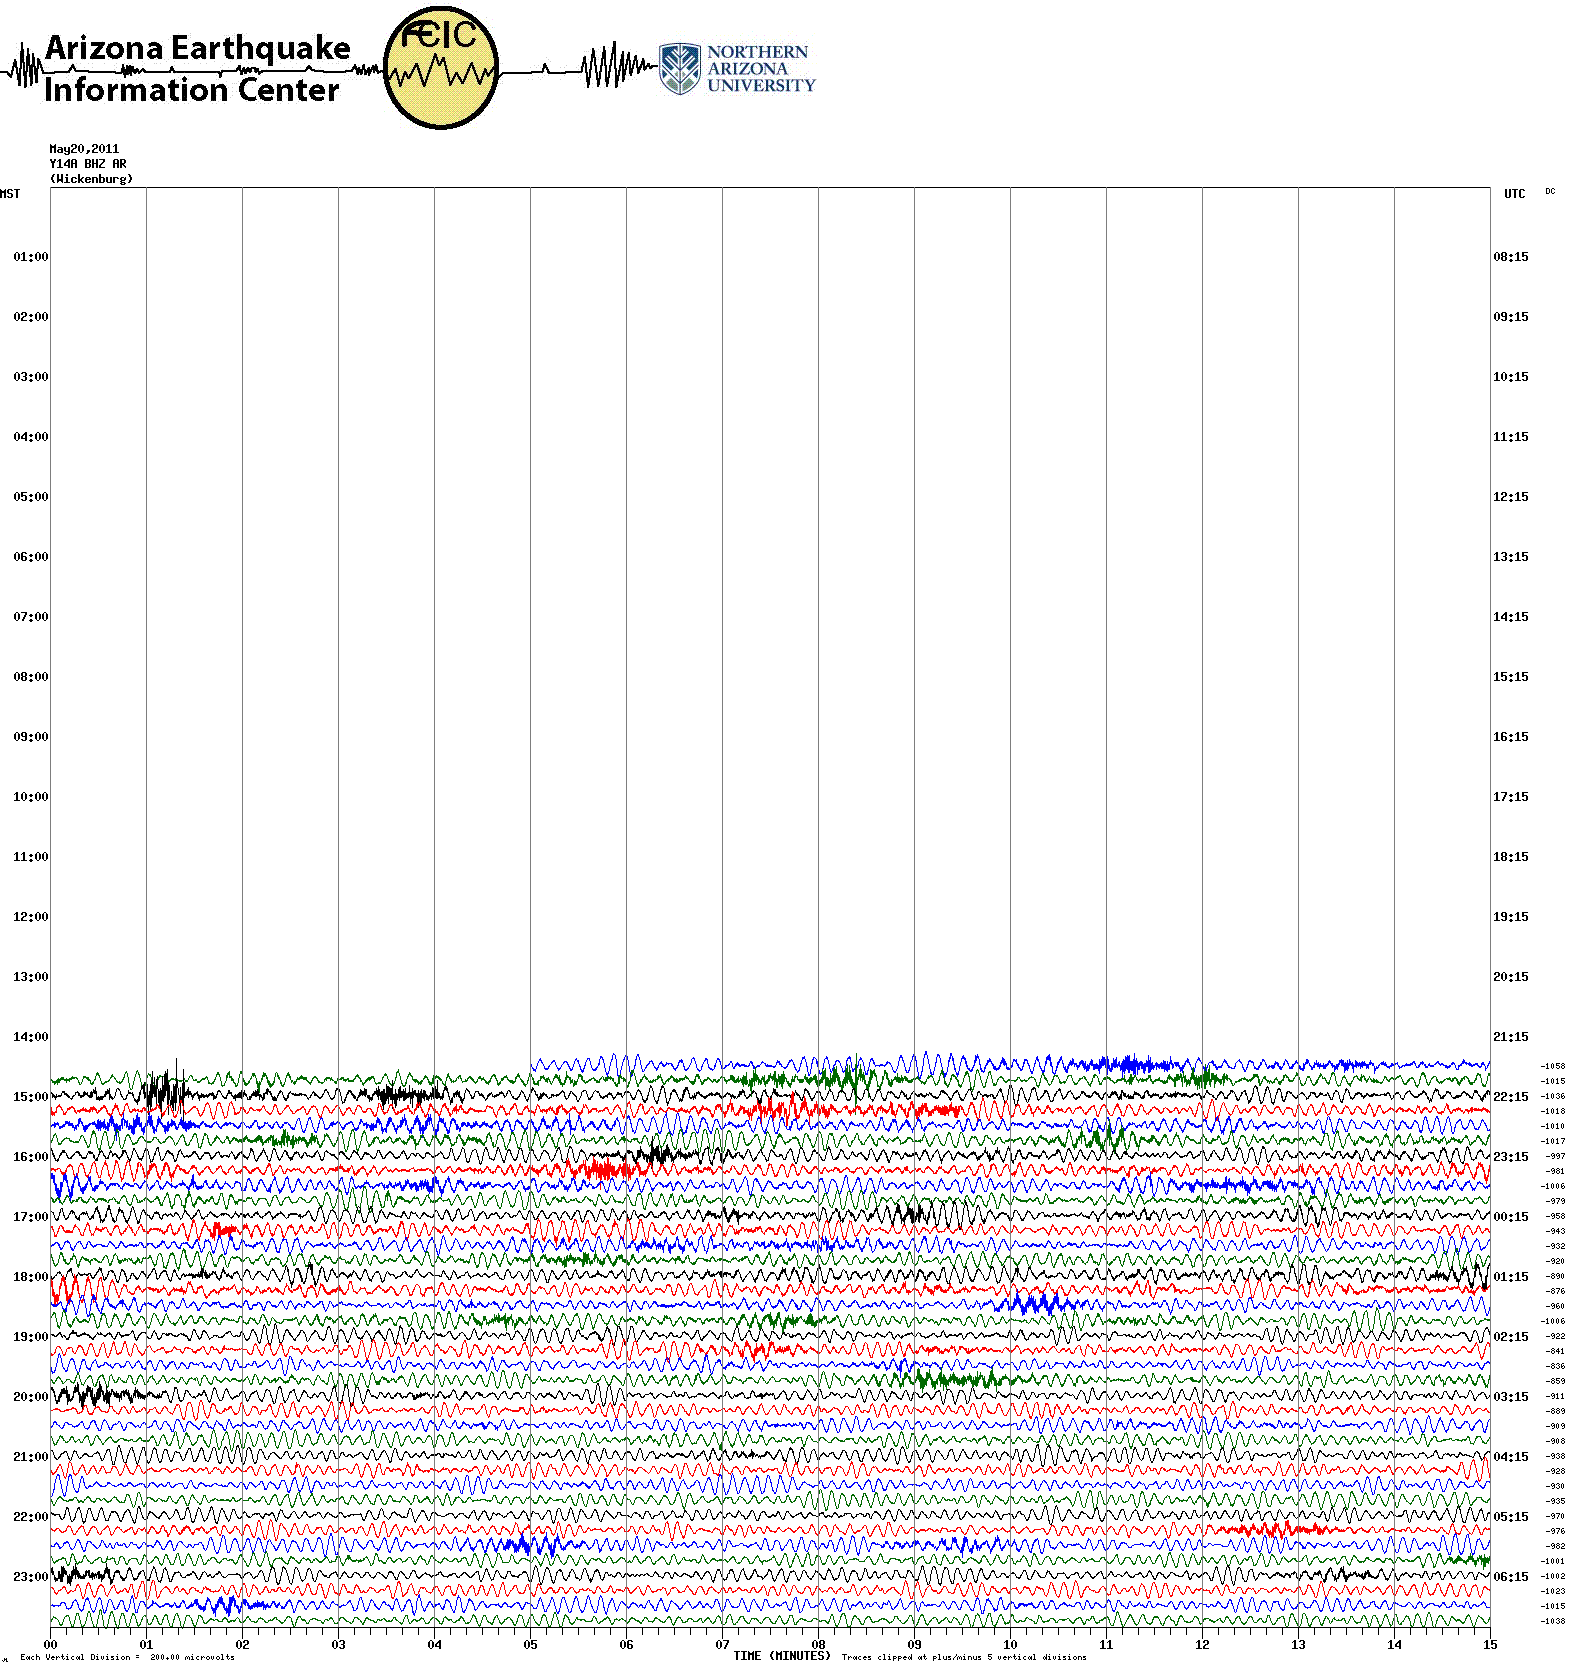 Arizona Earthquake
Information Center
ÆEIC
NORTHERN
ARIZONA
UNIVERSITY
May20,2011
Y14A BHZ AR
(Wickenburg)
MST UTC DC
01:00 08:15
02:00 09:15
03:00 10:15
04:00 11:15
05:00 12:15
06:00 13:15
07:00 14:15
08:00 15:15
09:00 16:15
10:00 17:15
11:00 18:15
12:00 19:15
13:00 20:15
14:00 21:15
-1058
-1015
15:00 22:15 -1036
-1018
-1010
-1017
16:00 23:15 -997
-981
-1006
-979
17:00 00:15 -958
-943
-932
-920
18:00 01:15 -890
-876
-960
-1006
19:00 02:15 -922
-841
-836
-859
20:00 03:15 -911
-889
-909
-908
21:00 04:15 -938
-928
-930
-935
22:00 05:15 -970
-976
-982
-1001
23:00 06:15 -1002
-1023
-1015
-1038
00 01 02 03 04 05 06 07 08 09 10 11 12 13 14 15
TIME (MINUTES)
Each Vertical Division = 200.00 microvolts
Traces clipped at plus/minus 5 vertical divisions